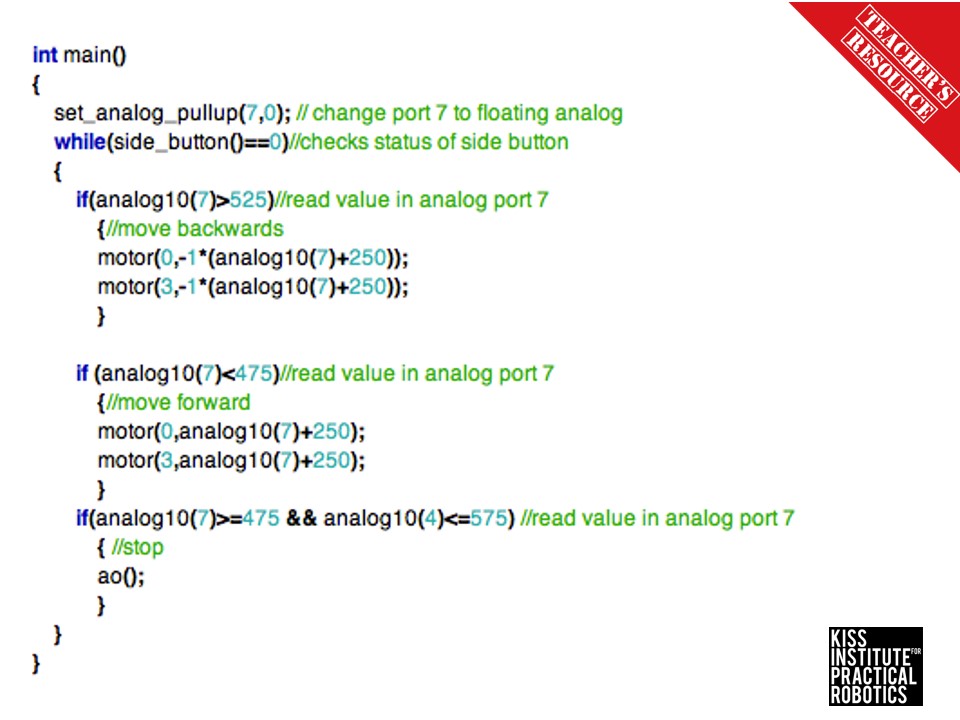 int main()
{
set_analog_pullup(7,0); // change port 7 to floating analog
while(side_button()==0)//checks status of side button
{
if(analog10(7)>525)//read value in analog port 7
{//move backwards
motor(0,-1*(analog10(7)+250));
motor(3,-1*(analog10(7)+250));
}
if (analog10(7)<475)//read value in analog port 7
{//move forward
motor(0,analog10(7)+250);
motor(3,analog10(7)+250);
}
if(analog10(7)>=475 && analog10(4)<=575) //read value in analog port 7
{ //stop
ao();
}
}
}
TEACHER'S
RESOURCE
KISS
INSTITUTE FOR
PRACTICAL
ROBOTICS